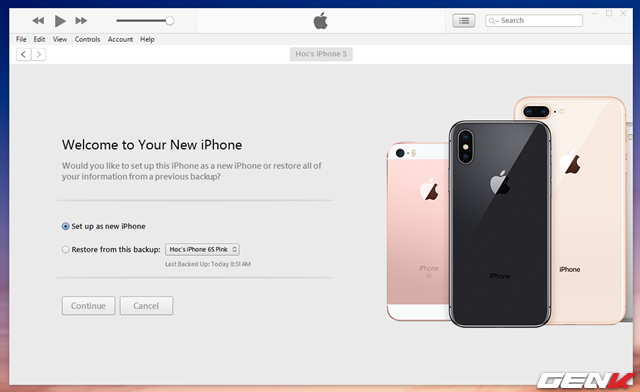 Search
File Edit View Controls Account Help
Hoc's iPhone 5
Welcome to Your New iPhone
Would you like to set up this iPhone as a new iPhone or restore all of
your information from a previous backup?
Set up as new iPhone
Restore from this backup: Hoc's iPhone 6S Pink
Last Backed Up: Today 8:51 AM
Continue Cancel
iPhone
SE
iPhone
iPhone
GENK